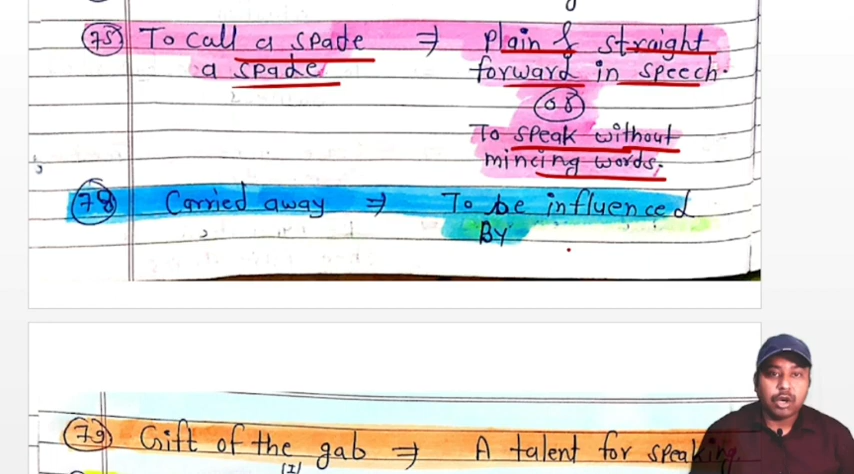 (75) To call a spade ⇒ plain & straight
a spade forward in speech.
(OR)
To speak without
mincing words.
(78) Carried away ⇒ To be influenced
By
(79) Gift of the gab ⇒ A talent for speaking